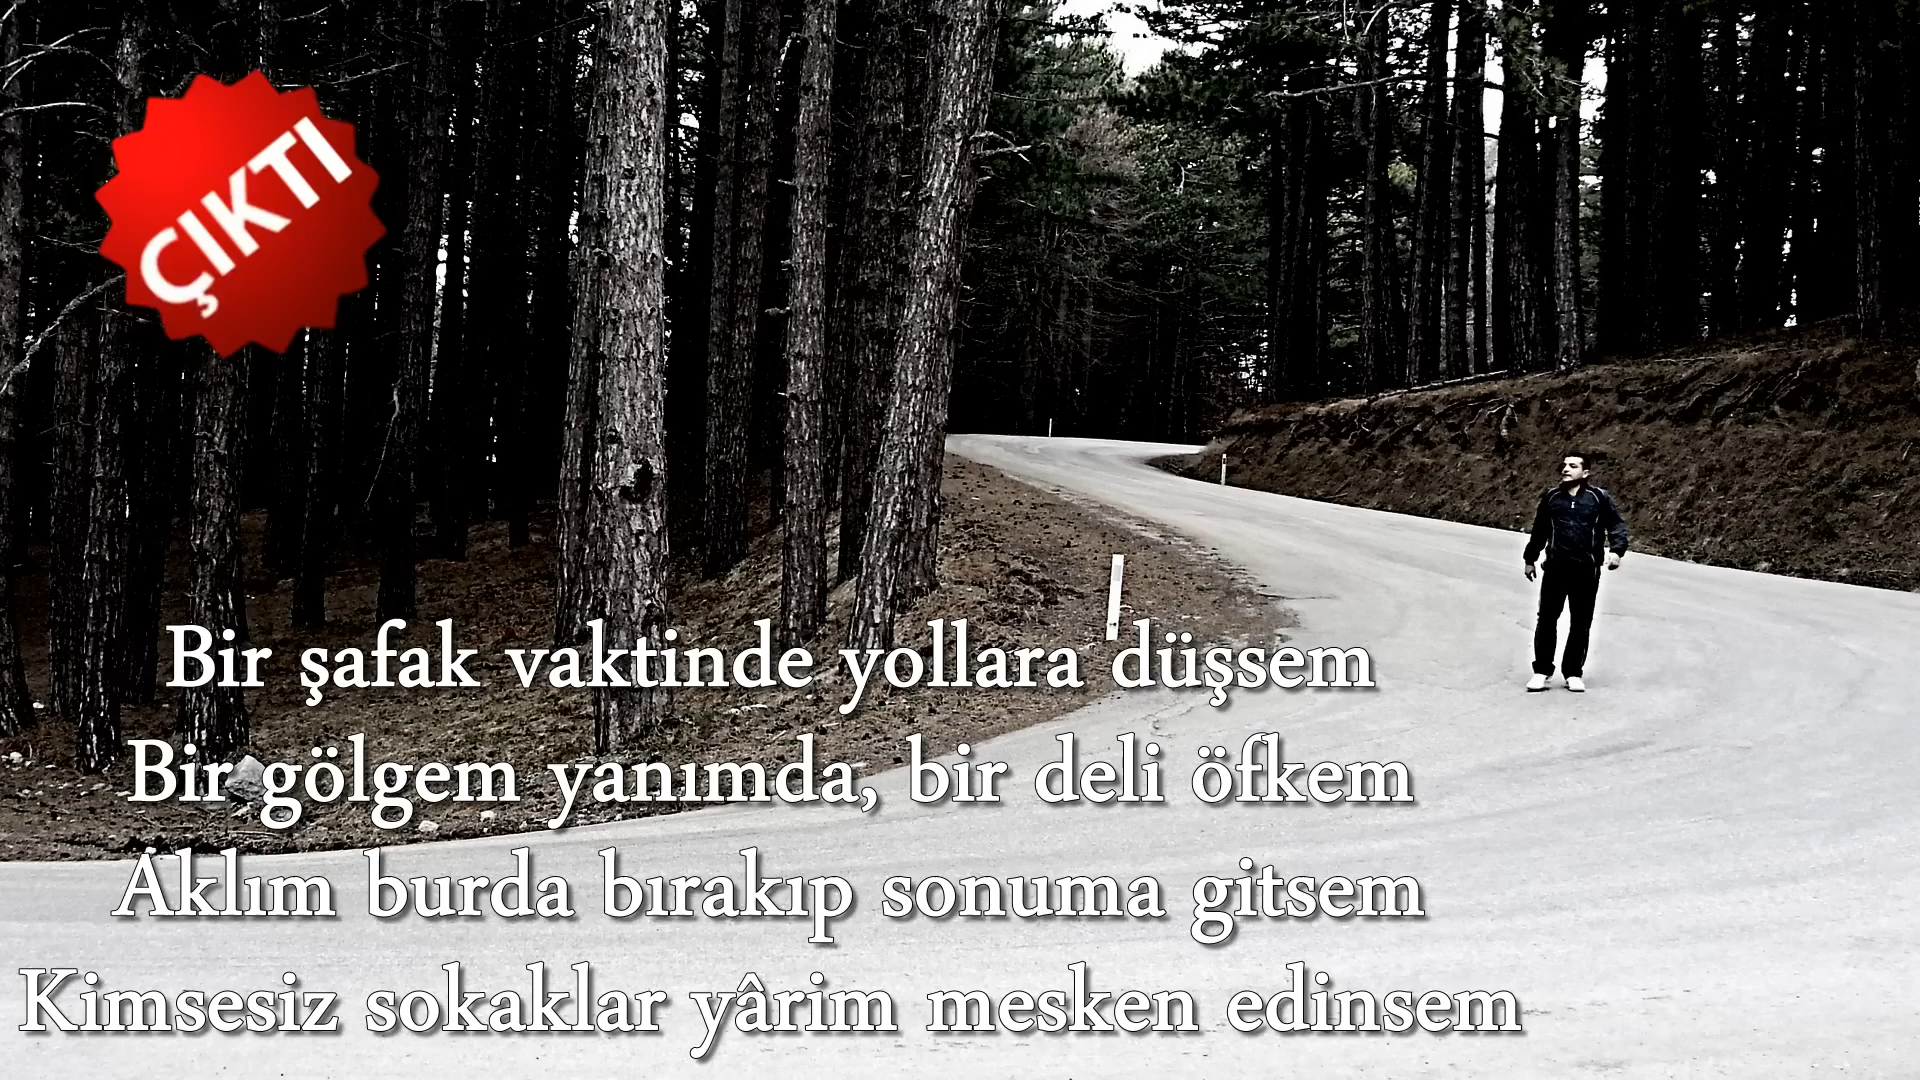 ÇIKTI
Bir şafak vaktinde yollara düşsem
Bir gölgem yanımda, bir deli öfkem
Aklım burda bırakıp sonuma gitsem
Kimsesiz sokaklar yârim mesken edinsem